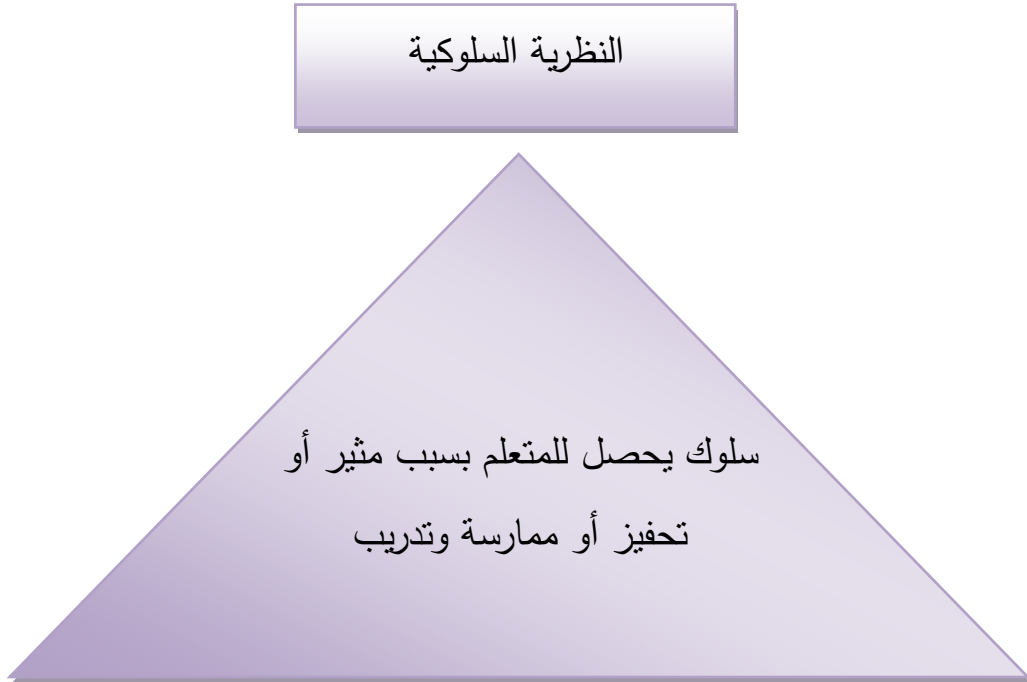 النظرية السلوكية
سلوك يحصل للمتعلم بسبب مثير أو
تحفيز أو ممارسة وتدريب